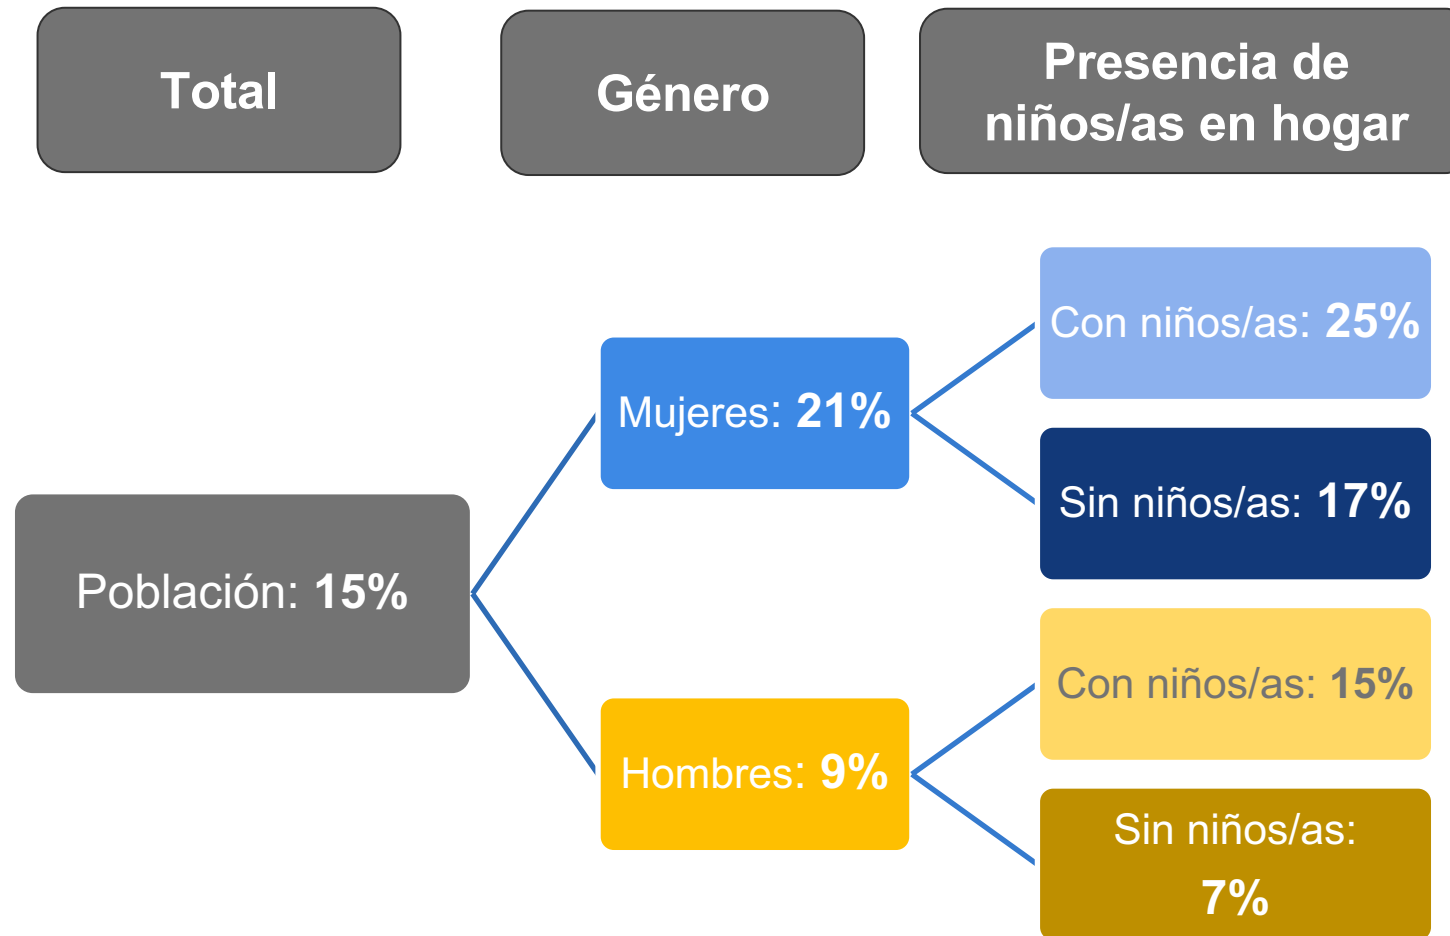 Total
Género
Presencia de
niños/as en hogar
Población: 15%
Mujeres: 21%
Hombres: 9%
Con niños/as: 25%
Sin niños/as: 17%
Con niños/as: 15%
Sin niños/as:
7%